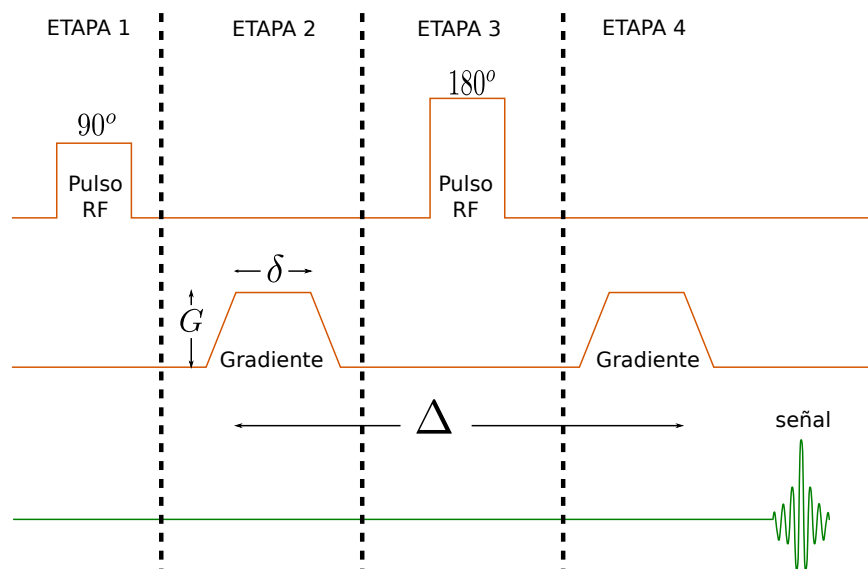 ETAPA 1
ETAPA 2
ETAPA 3
ETAPA 4
90º
180º
Pulso
RF
Pulso
RF
δ
G
Gradiente
Gradiente
Δ
señal